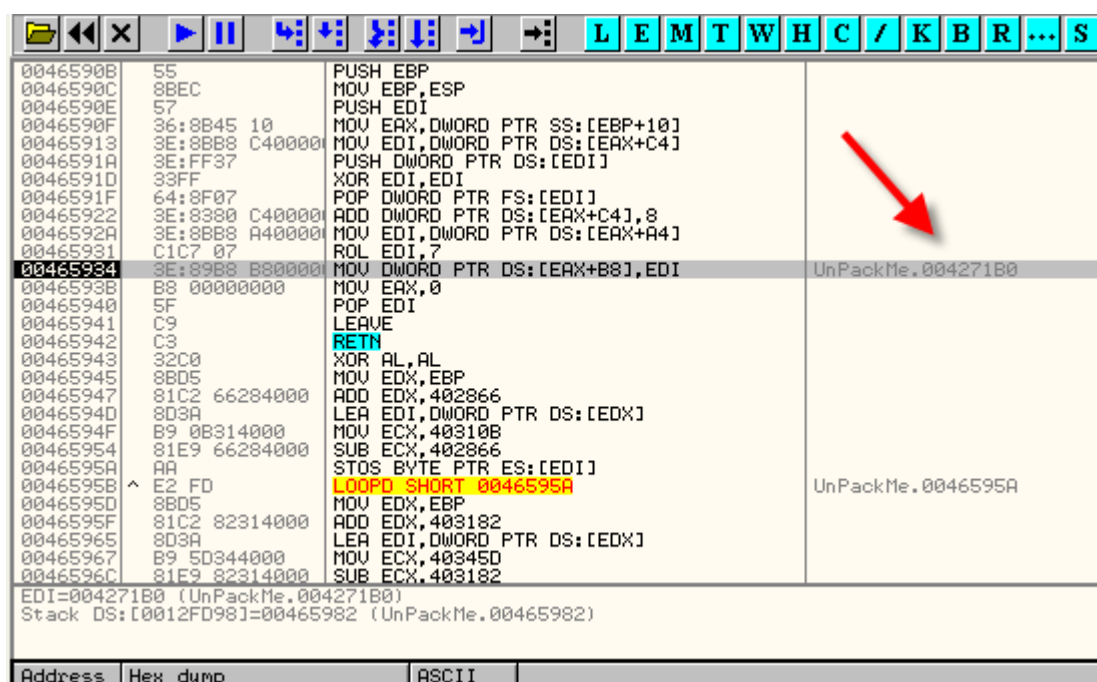 L E M T W H C / K B R ... S
0046590B 55 PUSH EBP
0046590C 8BEC MOV EBP,ESP
0046590E 57 PUSH EDI
0046590F 36:8B45 10 MOV EAX,DWORD PTR SS:[EBP+10]
00465913 3E:8BB8 C40000 MOV EDI,DWORD PTR DS:[EAX+C4]
0046591A 3E:FF37 PUSH DWORD PTR DS:[EDI]
0046591D 33FF XOR EDI,EDI
0046591F 64:8F07 POP DWORD PTR FS:[EDI]
00465922 3E:8380 C40000 ADD DWORD PTR DS:[EAX+C4],8
0046592A 3E:8BB8 A40000 MOV EDI,DWORD PTR DS:[EAX+A4]
00465931 C1C7 07 ROL EDI,7
00465934 3E:89B8 B80000 MOV DWORD PTR DS:[EAX+B8],EDI UnPackMe.004271B0
0046593B B8 00000000 MOV EAX,0
00465940 5F POP EDI
00465941 C9 LEAVE
00465942 C3 RETN
00465943 32C0 XOR AL,AL
00465945 8BD5 MOV EDX,EBP
00465947 81C2 66284000 ADD EDX,402866
0046594D 8D3A LEA EDI,DWORD PTR DS:[EDX]
0046594F B9 0B314000 MOV ECX,40310B
00465954 81E9 66284000 SUB ECX,402866
0046595A AA STOS BYTE PTR ES:[EDI]
0046595B ^ E2 FD LOOPD SHORT 0046595A UnPackMe.0046595A
0046595D 8BD5 MOV EDX,EBP
0046595F 81C2 82314000 ADD EDX,403182
00465965 8D3A LEA EDI,DWORD PTR DS:[EDX]
00465967 B9 5D344000 MOV ECX,40345D
0046596C 81E9 82314000 SUB ECX,403182
EDI=004271B0 (UnPackMe.004271B0)
Stack DS:[0012FD98]=00465982 (UnPackMe.00465982)
Address Hex dump ASCII